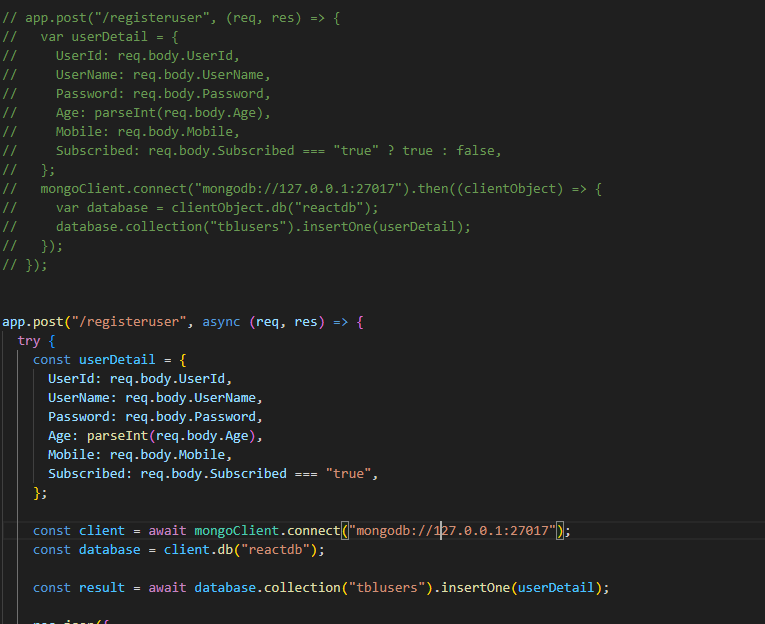 // app.post("/registeruser", (req, res) => {
//   var userDetail = {
//     UserId: req.body.UserId,
//     UserName: req.body.UserName,
//     Password: req.body.Password,
//     Age: parseInt(req.body.Age),
//     Mobile: req.body.Mobile,
//     Subscribed: req.body.Subscribed === "true" ? true : false,
//   };
//   mongoClient.connect("mongodb://127.0.0.1:27017").then((clientObject) => {
//     var database = clientObject.db("reactdb");
//     database.collection("tblusers").insertOne(userDetail);
//   });
// });
app.post("/registeruser", async (req, res) => {
  try {
    const userDetail = {
      UserId: req.body.UserId,
      UserName: req.body.UserName,
      Password: req.body.Password,
      Age: parseInt(req.body.Age),
      Mobile: req.body.Mobile,
      Subscribed: req.body.Subscribed === "true",
    };
    const client = await mongoClient.connect("mongodb://127.0.0.1:27017");
    const database = client.db("reactdb");
    const result = await database.collection("tblusers").insertOne(userDetail);